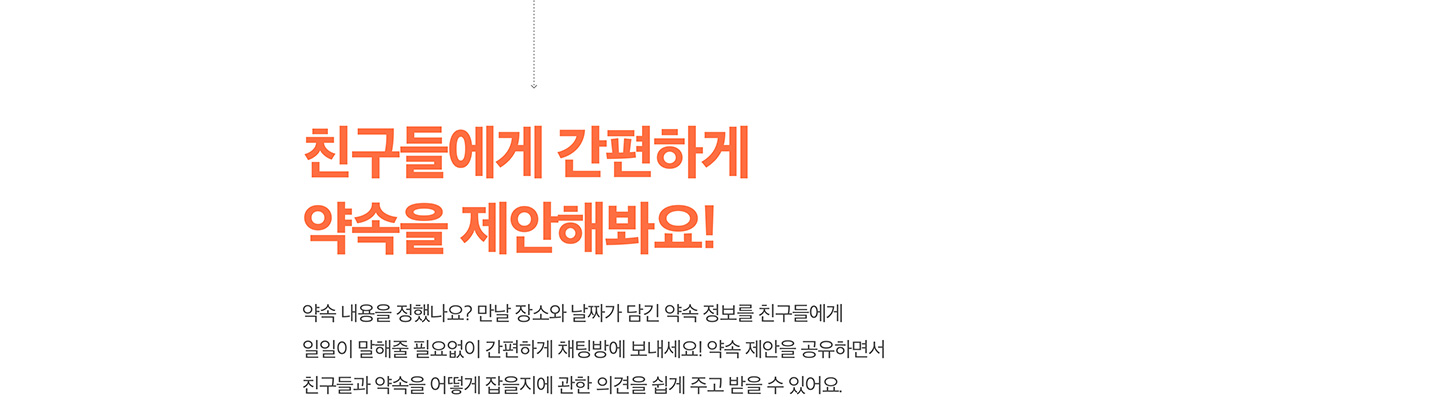 친구들에게 간편하게
약속을 제안해봐요!
약속 내용을 정했나요? 만날 장소와 날짜가 담긴 약속 정보를 친구들에게
일일이 말해줄 필요없이 간편하게 채팅방에 보내세요! 약속 제안을 공유하면서
친구들과 약속을 어떻게 잡을지에 관한 의견을 쉽게 주고 받을 수 있어요.